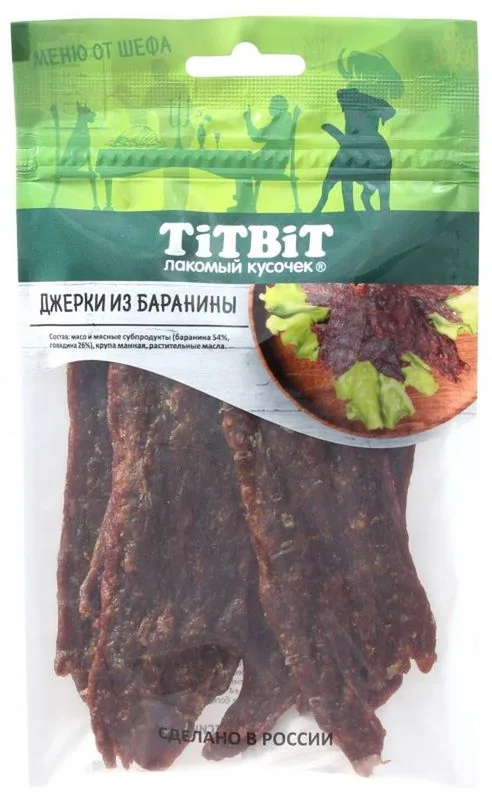 МЕНЮ ОТ ШЕФА
TiTBiT
лакомый кусочек®
ДЖЕРКИ ИЗ БАРАНИНЫ
Состав: мясо и мясные субпродукты (баранина 54%,
говядина 26%), крупа манная, растительные масла.
СДЕЛАНО В РОССИИ